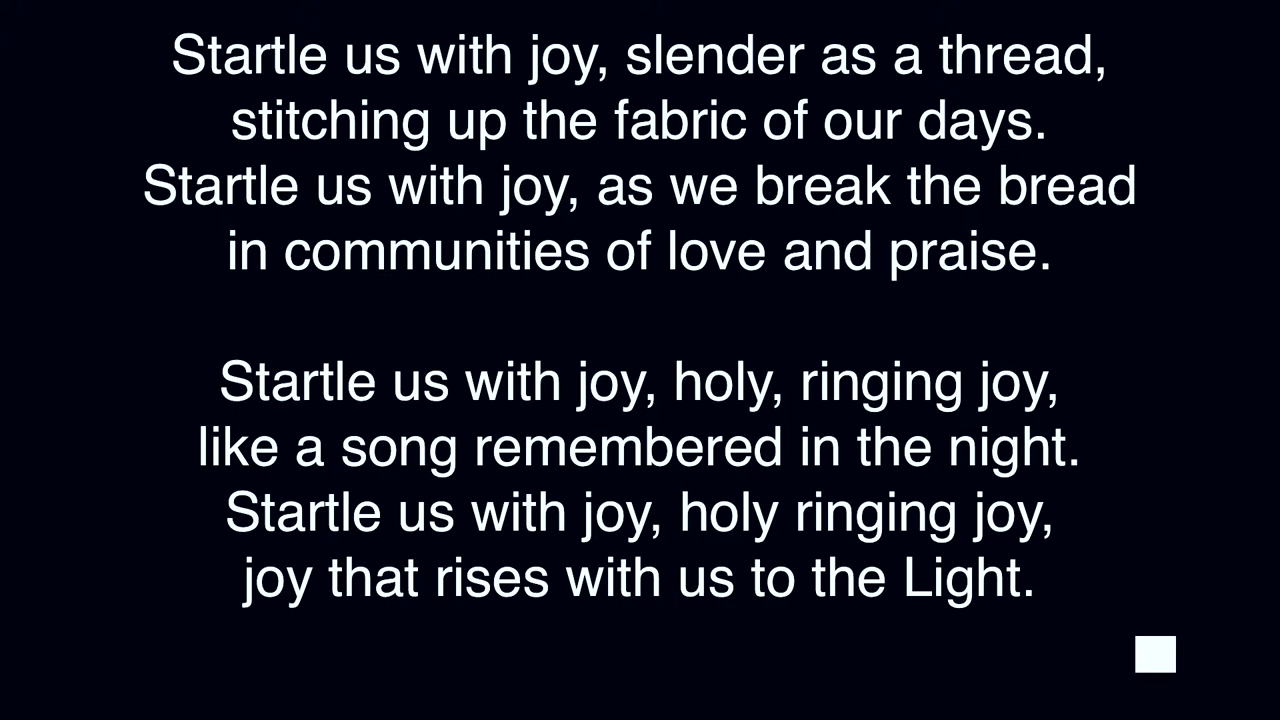 Startle us with joy, slender as a thread,
stitching up the fabric of our days.
Startle us with joy, as we break the bread
in communities of love and praise.
Startle us with joy, holy, ringing joy,
like a song remembered in the night.
Startle us with joy, holy ringing joy,
joy that rises with us to the Light.